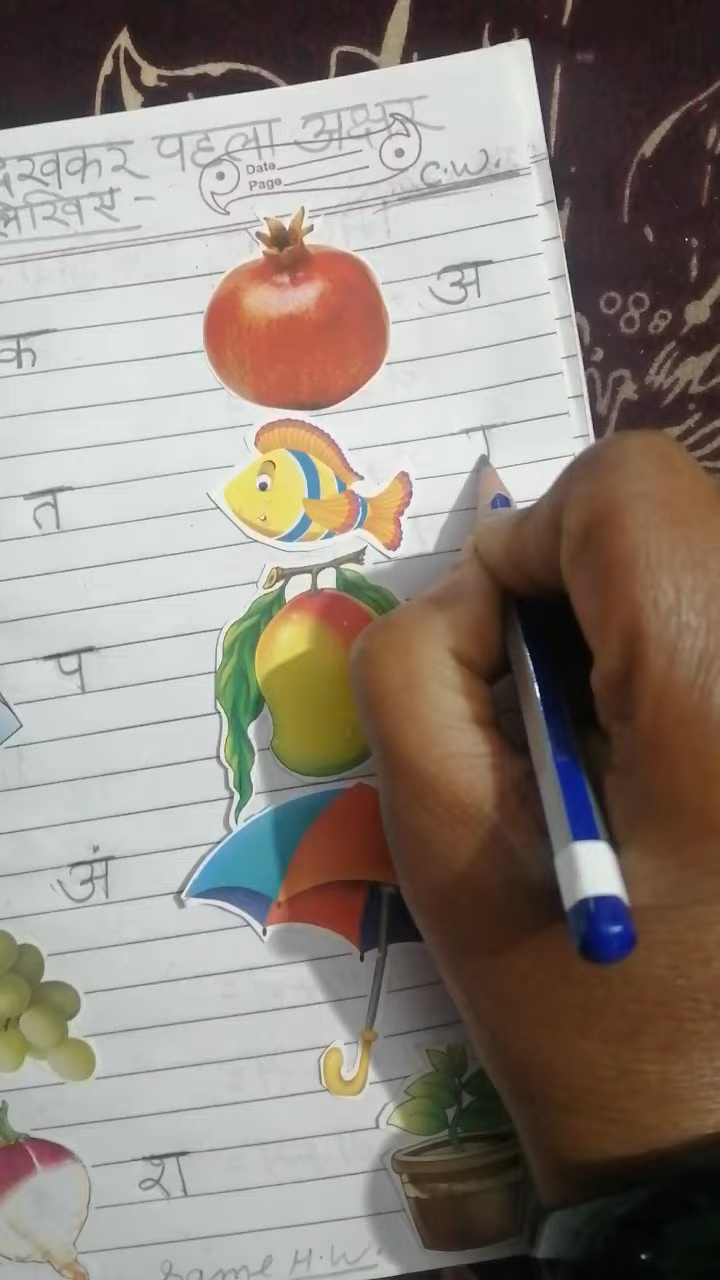 देखकर पहला अक्षर
लिखिए -
Date
Page
C.W.
अ
क
त
प
अं
श
Same H.W.